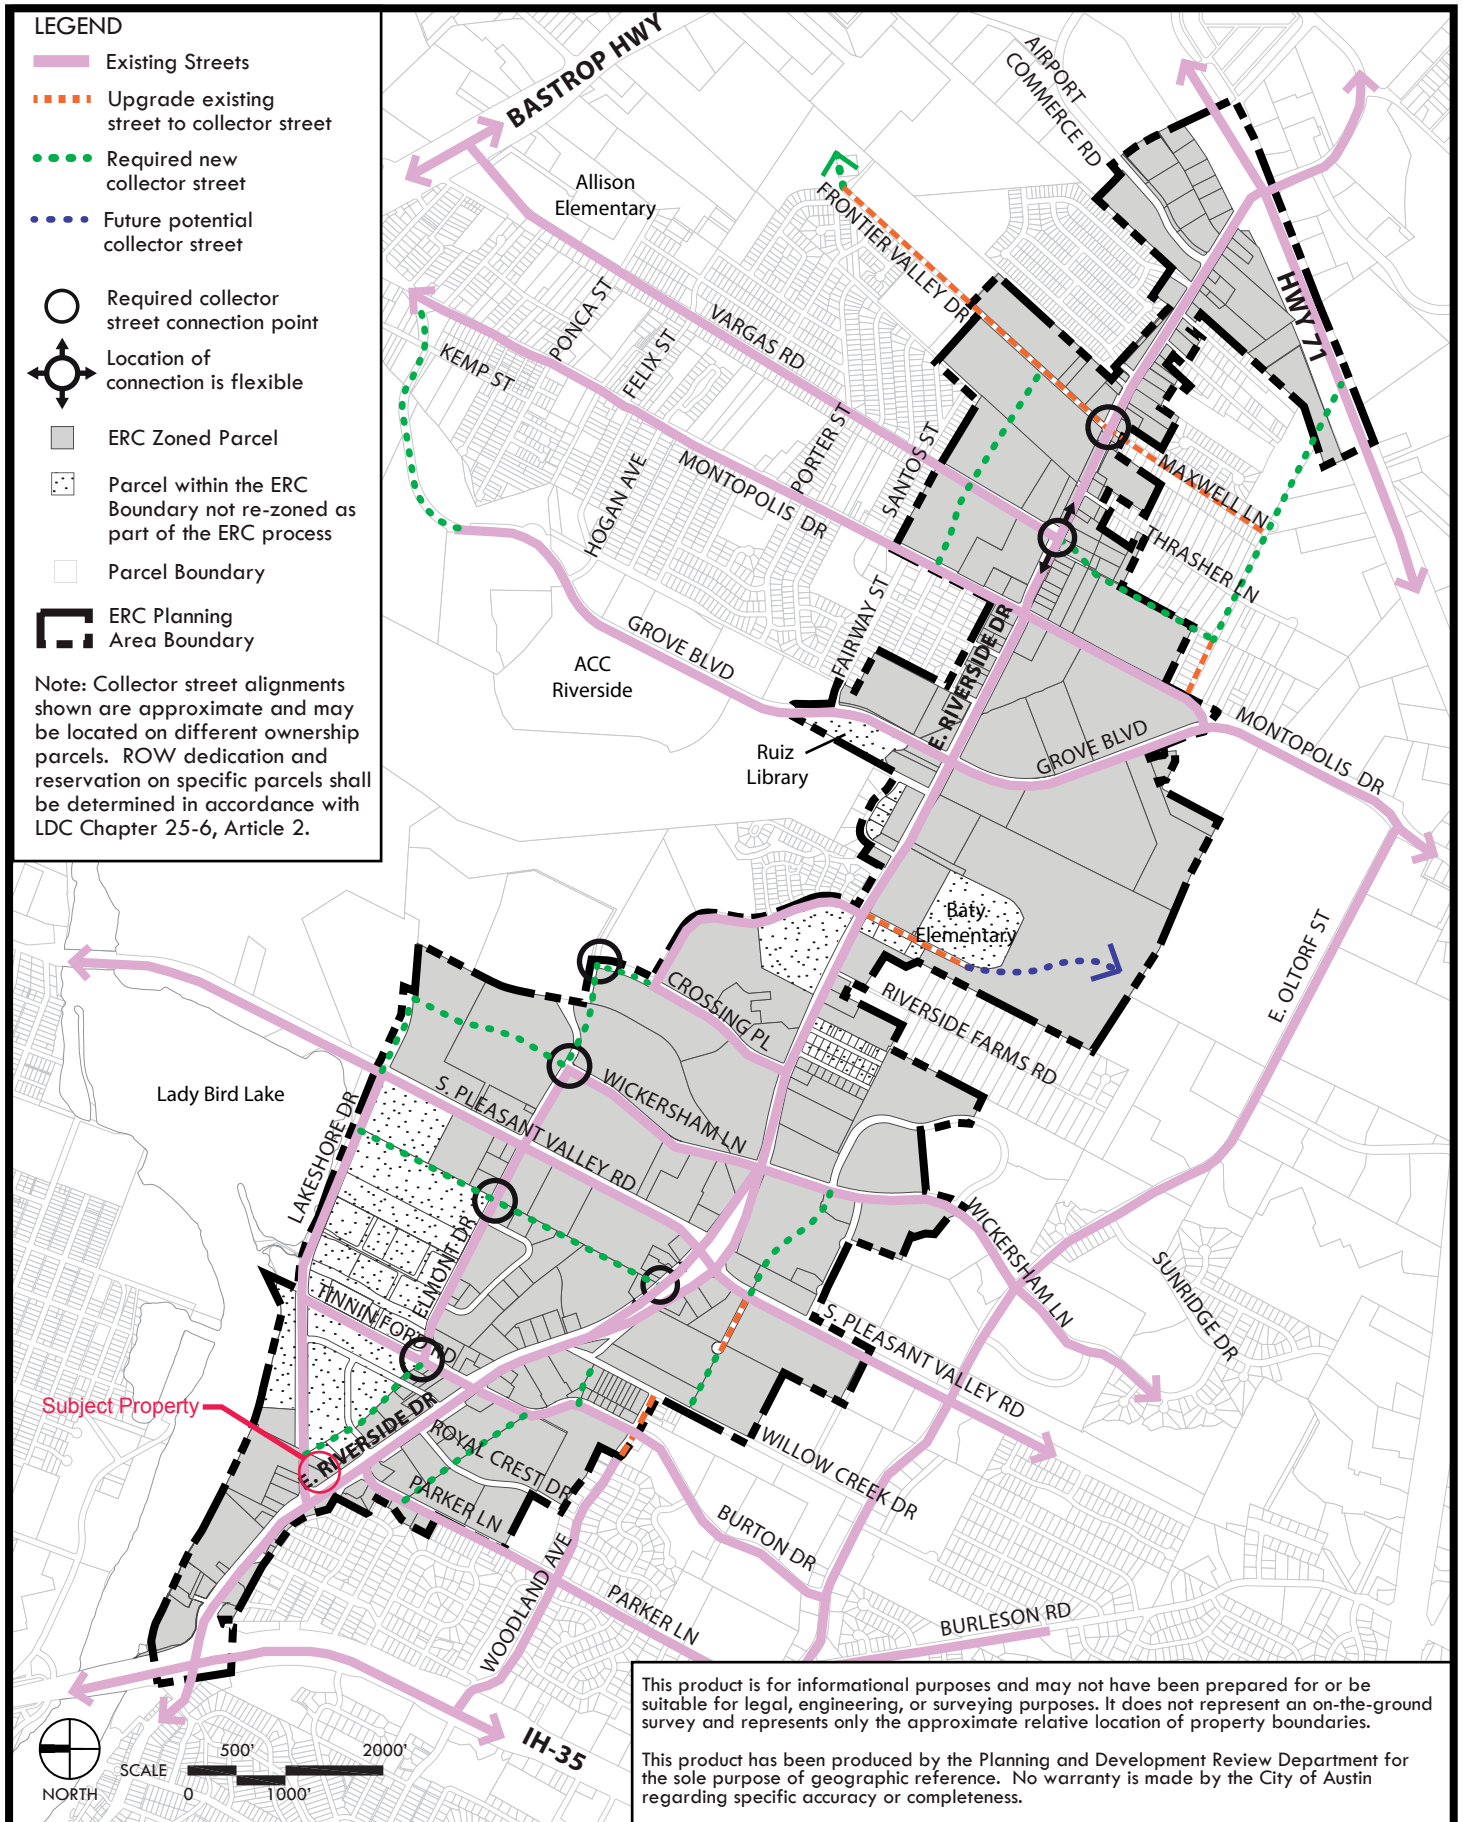 LEGEND
Existing Streets
Upgrade existing
street to collector street
Required new
collector street
Future potential
collector street
Required collector
street connection point
Location of
connection is flexible
ERC Zoned Parcel
Parcel within the ERC
Boundary not re-zoned as
part of the ERC process
Parcel Boundary
ERC Planning
Area Boundary
Note: Collector street alignments
shown are approximate and may
be located on different ownership
parcels. ROW dedication and
reservation on specific parcels shall
be determined in accordance with
LDC Chapter 25-6, Article 2.
BASTROP HWY
AIRPORT
COMMERCE RD
Allison
Elementary
FRONTIER VALLEY DR
HWY 71
PONCA ST
VARGAS RD
KEMP ST
FELIX ST
PORTER ST
SANTOS ST
MAXWELL LN
HOGAN AVE
MONTOPOLIS DR
THRASHER LN
FAIRWAY ST
GROVE BLVD
ACC
Riverside
E. RIVERSIDE DR
Ruiz
Library
GROVE BLVD
MONTOPOLIS DR
Baty
Elementary
E. OLTORF ST
CROSSING PL
RIVERSIDE FARMS RD
Lady Bird Lake
LAKESHORE DR
S. PLEASANT VALLEY RD
WICKERSHAM LN
WICKERSHAM LN
SUNRIDGE DR
ELMONT DR
TINNIN FORD RD
S. PLEASANT VALLEY RD
Subject Property
E. RIVERSIDE DR
ROYAL CREST DR
PARKER LN
WILLOW CREEK DR
BURTON DR
WOODLAND AVE
PARKER LN
BURLESON RD
IH-35
NORTH
SCALE
500'
2000'
0
1000'
This product is for informational purposes and may not have been prepared for or be
suitable for legal, engineering, or surveying purposes. It does not represent an on-the-ground
survey and represents only the approximate relative location of property boundaries.
This product has been produced by the Planning and Development Review Department for
the sole purpose of geographic reference. No warranty is made by the City of Austin
regarding specific accuracy or completeness.